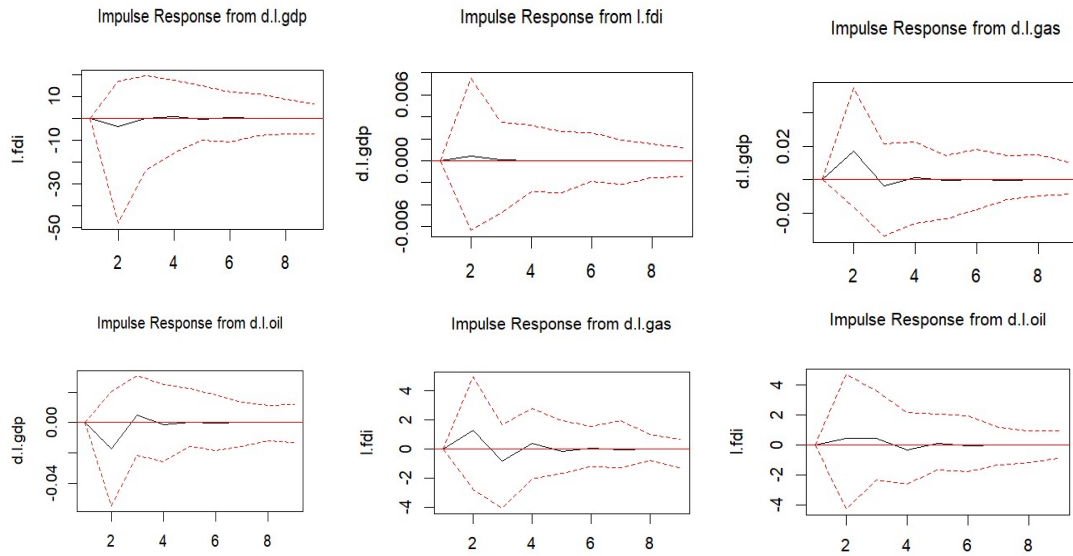 Impulse Response from d.l.gdp
l.fdi
10
-10
-30
-50
2 4 6 8
Impulse Response from l.fdi
d.l.gdp
0.006
0.000
-0.006
2 4 6 8
Impulse Response from d.l.gas
d.l.gdp
0.02
-0.02
2 4 6 8
Impulse Response from d.l.oil
d.l.gdp
0.00
-0.04
2 4 6 8
Impulse Response from d.l.gas
l.fdi
4
2
0
-2
-4
2 4 6 8
Impulse Response from d.l.oil
l.fdi
4
2
0
-2
-4
2 4 6 8